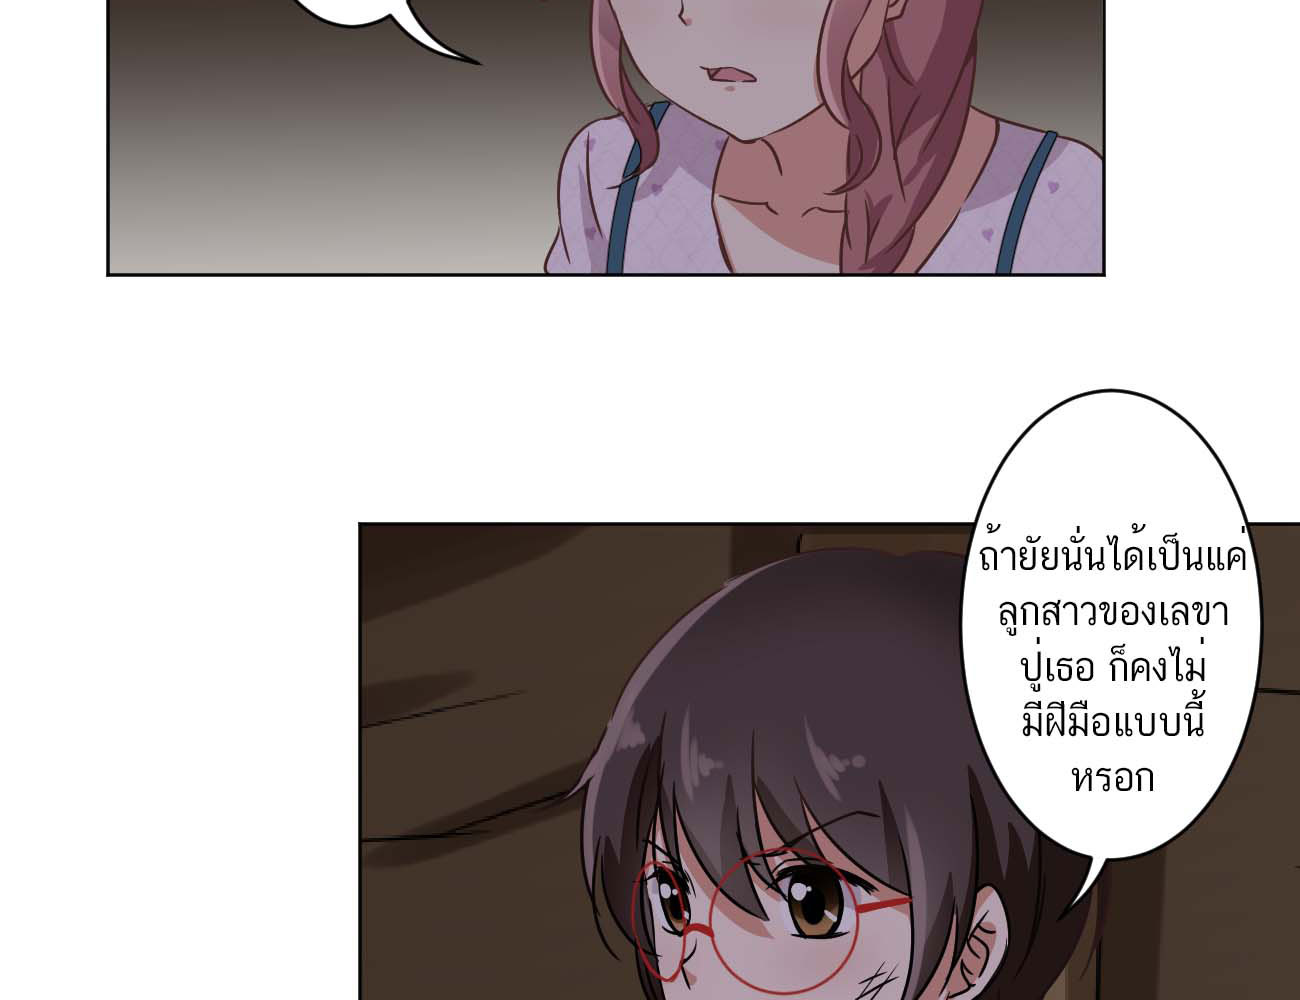 ถ้ายัยนั่นได้เป็นแค่
ลูกสาวของเลขา
ปู่เธอ ก็คงไม่
มีฝีมือแบบนี้
หรอก